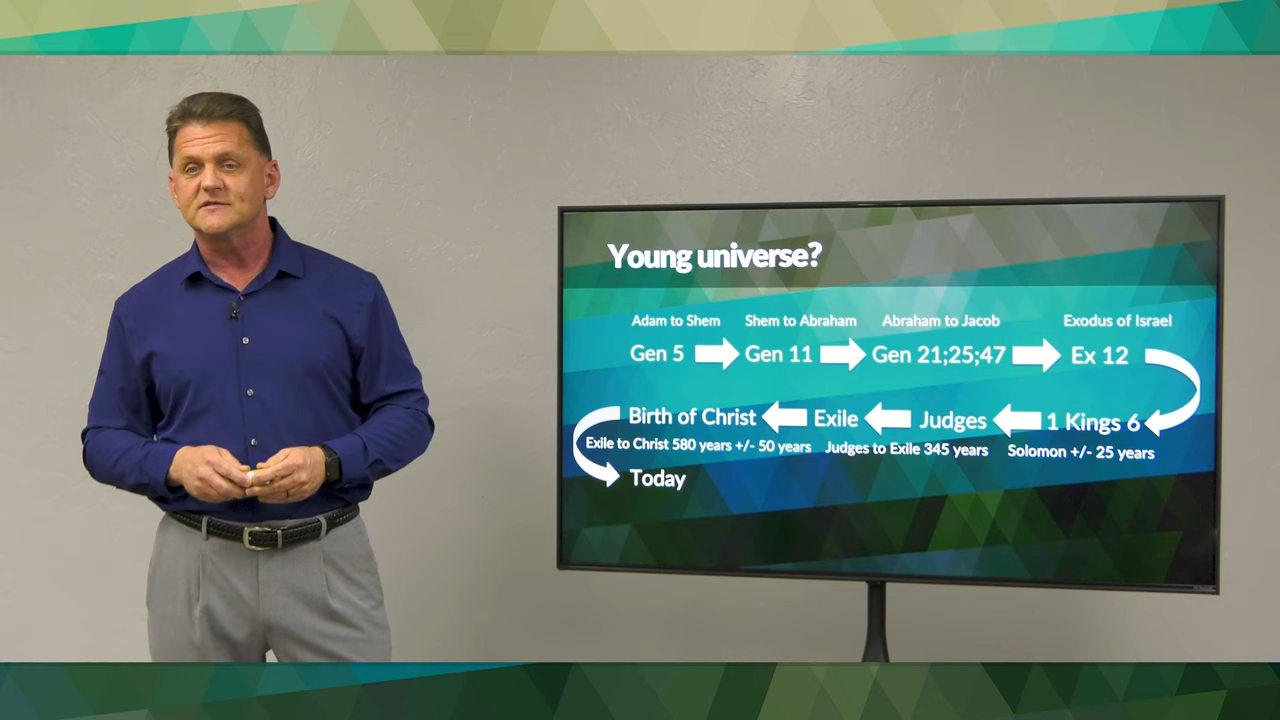 Young universe?
Adam to Shem Shem to Abraham Abraham to Jacob Exodus of Israel
Gen 5 Gen 11 Gen 21;25;47 Ex 12
Birth of Christ Exile Judges 1 Kings 6
Exile to Christ 580 years +/- 50 years Judges to Exile 345 years Solomon +/- 25 years
Today